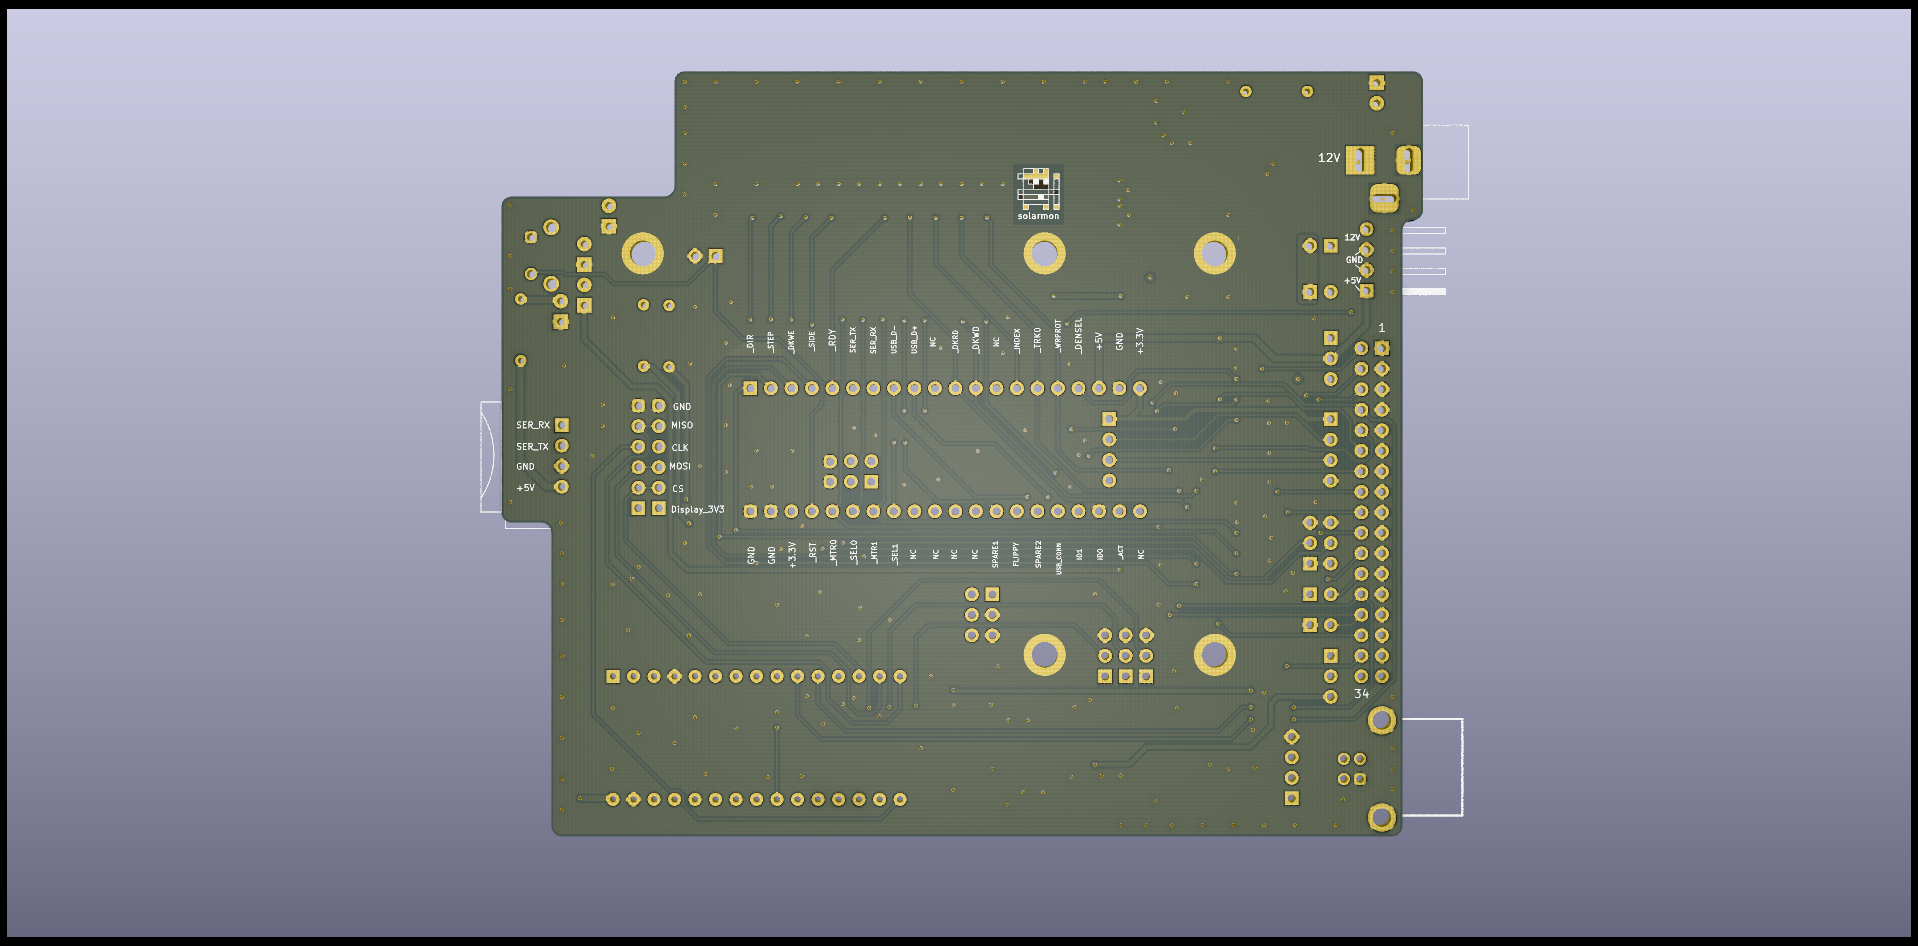 12V
solarmon
12V
GND
+5V
_DIR
_STEP
_DKWE
_SIDE
_RDY
SER_TX
SER_RX
USB_D-
USB_D+
NC
_DKRD
_DKWD
NC
_INDEX
_TRK0
_WRPROT
_DENSEL
+5V
GND
+3.3V
1
GND
MISO
CLK
MOSI
CS
Display_3V3
SER_RX
SER_TX
GND
+5V
GND
GND
+3.3V
_RST
_MTR0
_SEL0
_MTR1
_SEL1
NC
NC
NC
NC
SPARE1
FLIPPY
SPARE2
USB_CONN
ID1
ID0
_ACT
NC
34